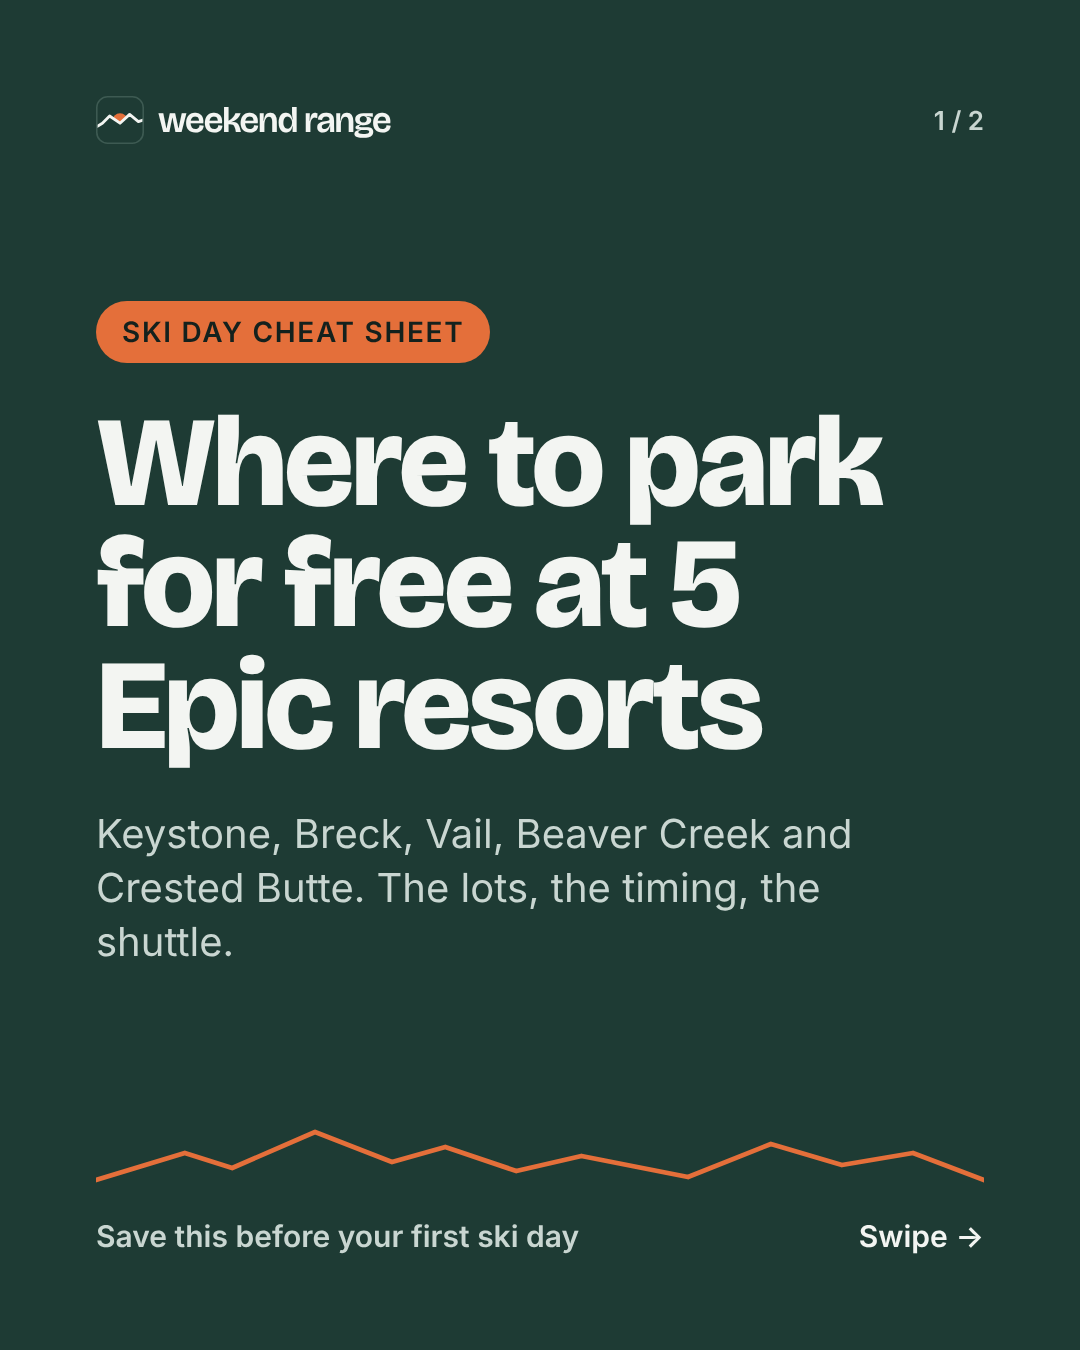 weekend range
1 / 2
SKI DAY CHEAT SHEET
Where to park
for free at 5
Epic resorts
Keystone, Breck, Vail, Beaver Creek and
Crested Butte. The lots, the timing, the
shuttle.
Save this before your first ski day
Swipe →